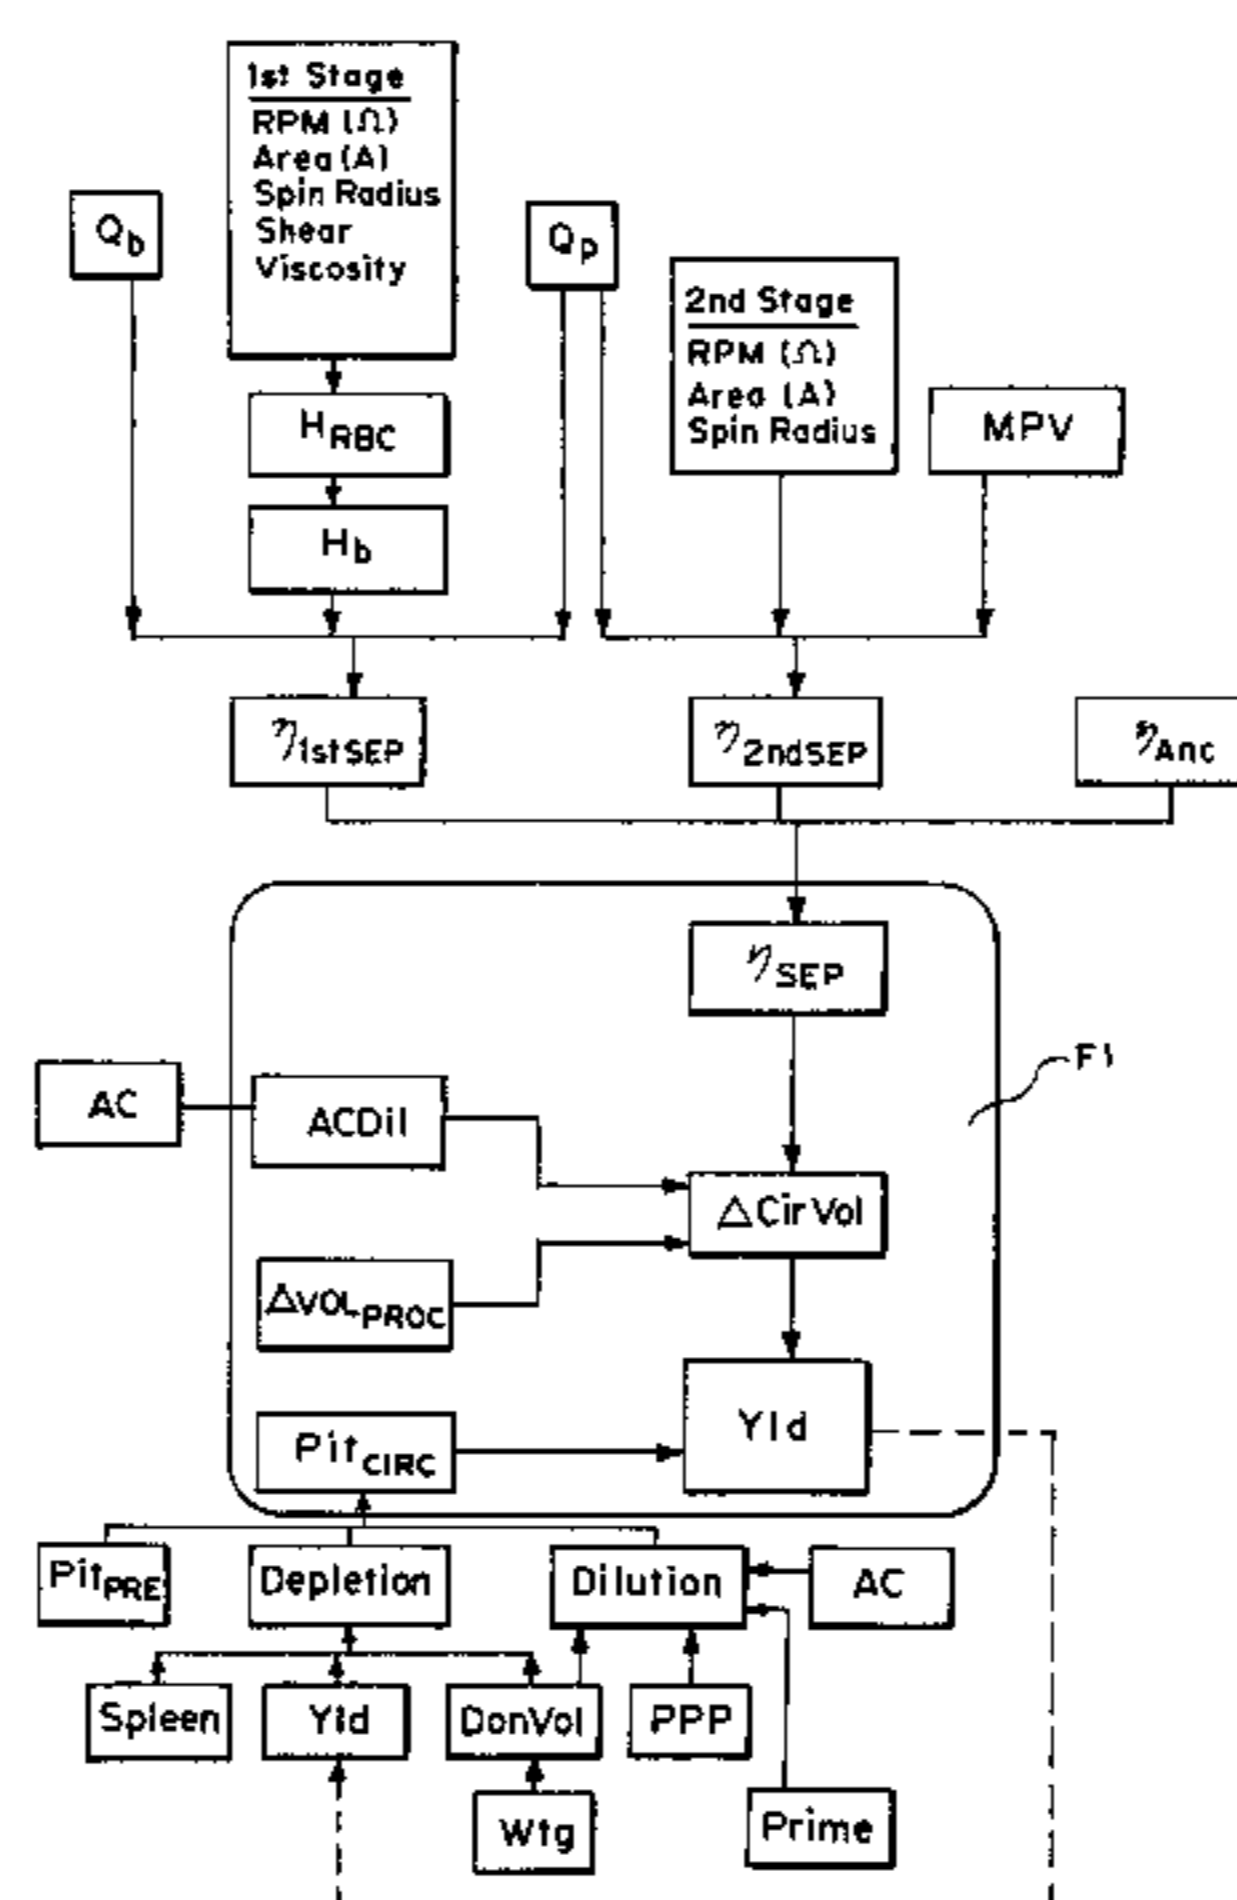 1st Stage
RPM (Ω)
Area (A)
Spin Radius
Shear
Viscosity
Qb
Qp
2nd Stage
RPM (Ω)
Area (A)
Spin Radius
MPV
HRBC
Hb
η1stSEP
η2ndSEP
ηAnc
ηSEP
F1
AC
ACDil
ΔCirVol
ΔVOLPROC
Yld
PltCIRC
PltPRE
Depletion
Dilution
AC
Spleen
Yld
DonVol
PPP
Wtg
Prime